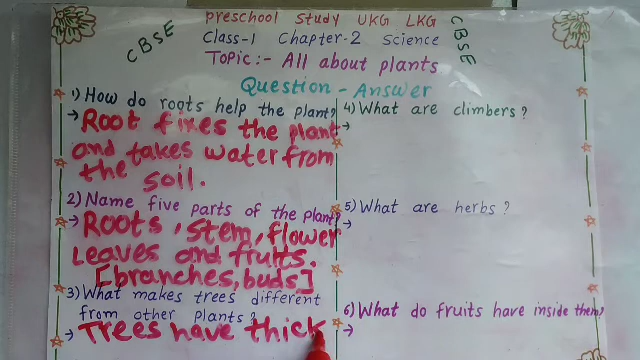 preschool study UKG LKG
CBSE
CBSE
Class-1 Chapter-2 Science
Topic:- All about plants
Question-Answer
1) How do roots help the plant?
→ Root fixes the plant
and takes water from
the soil.
2) Name five parts of the plant?
→ Roots, stem, flower
Leaves and fruits.
[branches, buds]
3) What makes trees different
from other plants?
→ Trees have thick
4) What are climbers?
→
5) What are herbs?
→
6) What do fruits have inside them?
→